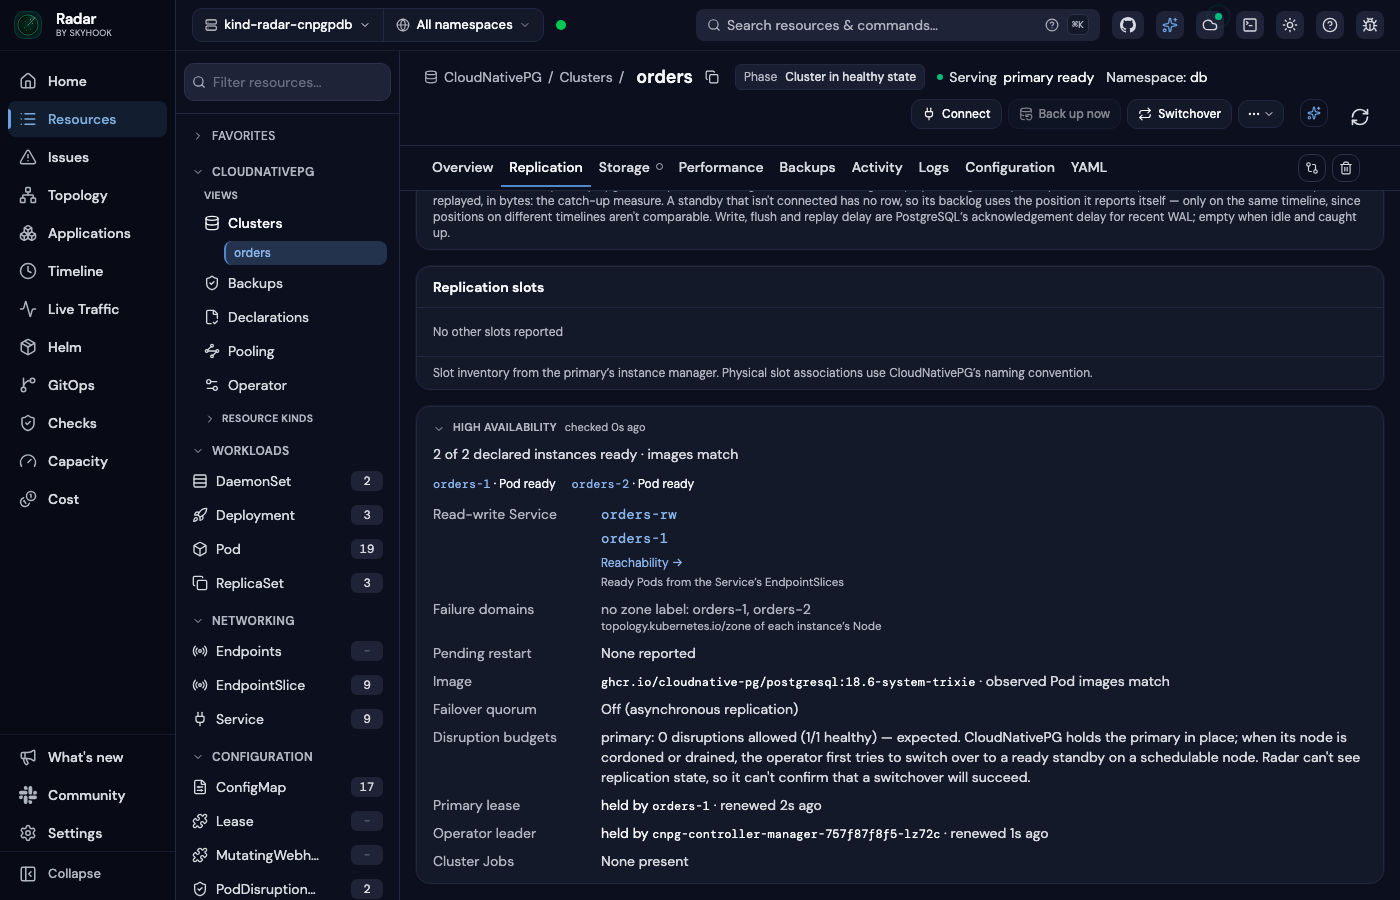 Radar
BY SKYHOOK
kind-radar-cnpgpdb
All namespaces
Search resources & commands...
⌘K
Home
Resources
Issues
Topology
Applications
Timeline
Live Traffic
Helm
GitOps
Checks
Capacity
Cost
What's new
Community
Settings
Collapse
Filter resources...
FAVORITES
CLOUDNATIVEPG
VIEWS
Clusters
orders
Backups
Declarations
Pooling
Operator
RESOURCE KINDS
WORKLOADS
DaemonSet 2
Deployment 3
Pod 19
ReplicaSet 3
NETWORKING
Endpoints -
EndpointSlice 9
Service 9
CONFIGURATION
ConfigMap 17
Lease -
MutatingWebh... -
PodDisruption... 2
CloudNativePG / Clusters / orders
Phase Cluster in healthy state
Serving primary ready
Namespace: db
Connect
Back up now
Switchover
Overview
Replication
Storage
Performance
Backups
Activity
Logs
Configuration
YAML
replayed, in bytes: the catch-up measure. A standby that isn't connected has no row, so its backlog uses the position it reports itself — only on the same timeline, since
positions on different timelines aren't comparable. Write, flush and replay delay are PostgreSQL's acknowledgement delay for recent WAL; empty when idle and caught
up.
Replication slots
No other slots reported
Slot inventory from the primary's instance manager. Physical slot associations use CloudNativePG's naming convention.
HIGH AVAILABILITY checked 0s ago
2 of 2 declared instances ready · images match
orders-1 · Pod ready orders-2 · Pod ready
Read-write Service
orders-rw
orders-1
Reachability →
Ready Pods from the Service's EndpointSlices
Failure domains
no zone label: orders-1, orders-2
topology.kubernetes.io/zone of each instance's Node
Pending restart
None reported
Image
ghcr.io/cloudnative-pg/postgresql:18.6-system-trixie · observed Pod images match
Failover quorum
Off (asynchronous replication)
Disruption budgets
primary: 0 disruptions allowed (1/1 healthy) — expected. CloudNativePG holds the primary in place; when its node is
cordoned or drained, the operator first tries to switch over to a ready standby on a schedulable node. Radar can't see
replication state, so it can't confirm that a switchover will succeed.
Primary lease
held by orders-1 · renewed 2s ago
Operator leader
held by cnpg-controller-manager-757f87f8f5-lz72c · renewed 1s ago
Cluster Jobs
None present